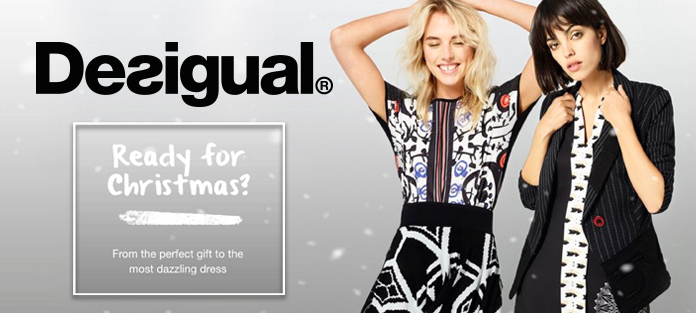 Desigual®
Ready for
Christmas?
From the perfect gift to the
most dazzling dress